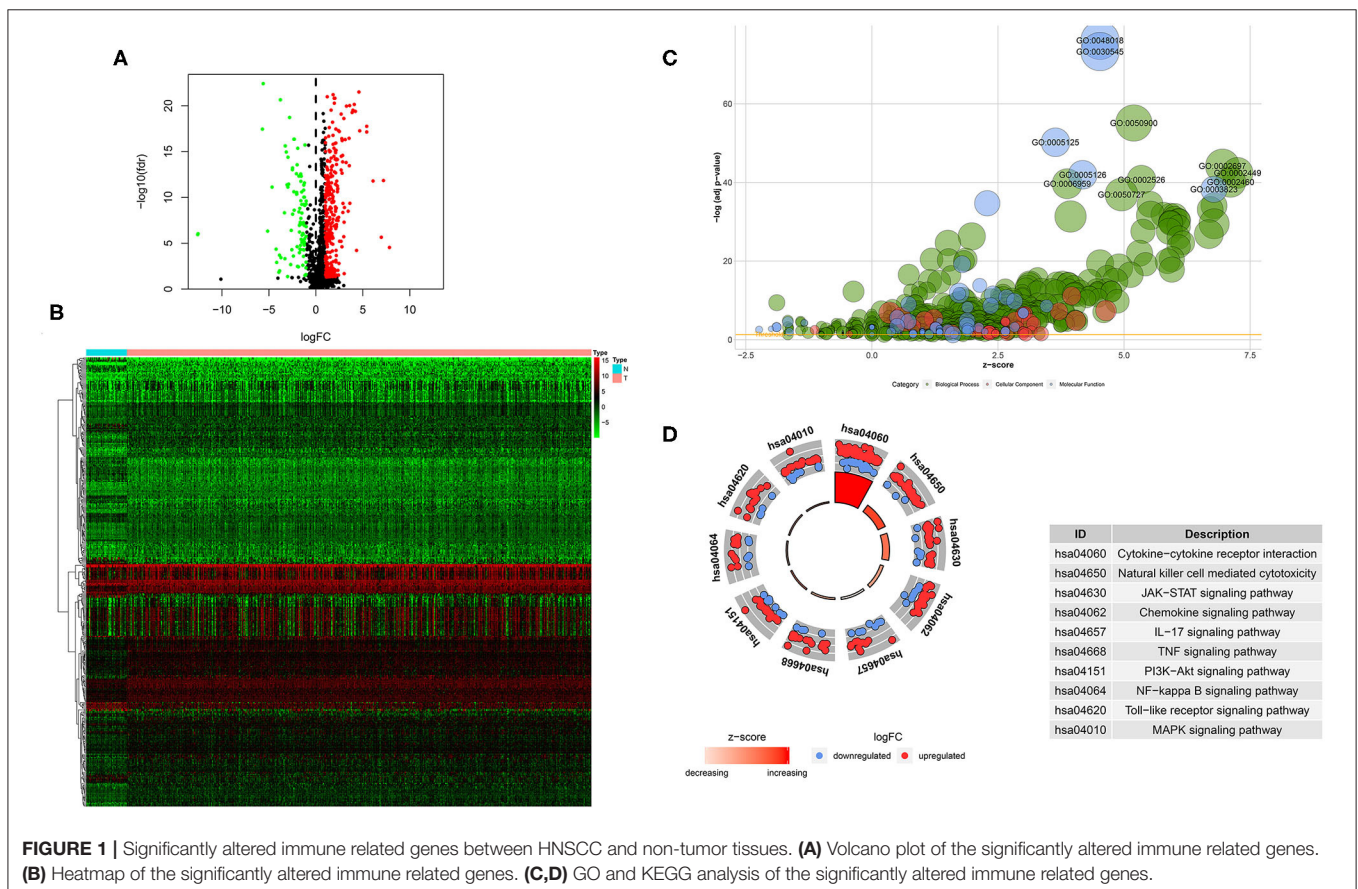 A
−log10(fdr)
20
15
10
5
0
−10 −5 0 5 10
logFC
B
Type
15
10
5
0
−5
Type
N
T
C
−log (adj p−value)
60
40
20
0
GO:0048018
GO:0030545
GO:0050900
GO:0005125
GO:0005126
GO:0006959
GO:0002526
GO:0050727
GO:0002697
GO:0002449
GO:0002460
GO:0003823
−2.5 0.0 2.5 5.0 7.5
z−score
Category Biological Process Cellular Component Molecular Function
D
hsa04060
hsa04650
hsa04630
hsa04062
hsa04657
hsa04668
hsa04151
hsa04064
hsa04620
hsa04010
z−score
decreasing increasing
logFC
downregulated upregulated
ID Description
hsa04060 Cytokine−cytokine receptor interaction
hsa04650 Natural killer cell mediated cytotoxicity
hsa04630 JAK−STAT signaling pathway
hsa04062 Chemokine signaling pathway
hsa04657 IL−17 signaling pathway
hsa04668 TNF signaling pathway
hsa04151 PI3K−Akt signaling pathway
hsa04064 NF−kappa B signaling pathway
hsa04620 Toll−like receptor signaling pathway
hsa04010 MAPK signaling pathway
FIGURE 1 | Significantly altered immune related genes between HNSCC and non-tumor tissues. (A) Volcano plot of the significantly altered immune related genes.
(B) Heatmap of the significantly altered immune related genes. (C,D) GO and KEGG analysis of the significantly altered immune related genes.